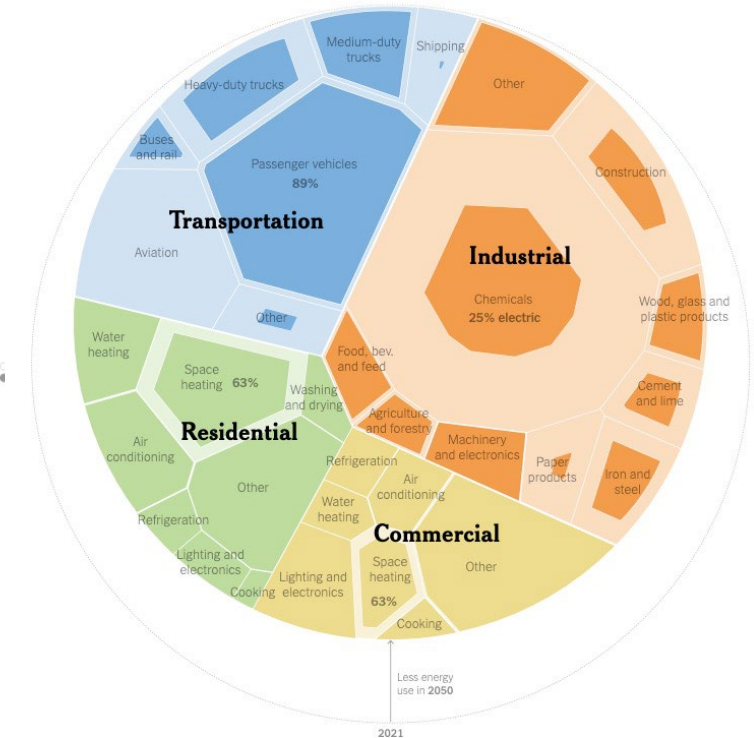 Medium-duty
trucks
Shipping
Heavy-duty trucks
Other
Buses
and rail
Passenger vehicles
89%
Construction
Transportation
Aviation
Industrial
Chemicals
25% electric
Wood, glass and
plastic products
Other
Water
heating
Food, bev.
and feed
Space
heating 63%
Washing
and drying
Cement
and lime
Agriculture
and forestry
Residential
Air
conditioning
Machinery
and electronics
Refrigeration
Paper
products
Iron and
steel
Other
Air
conditioning
Water
heating
Refrigeration
Commercial
Lighting and
electronics
Space
heating
63%
Other
Lighting and
electronics
Cooking
Cooking
Less energy
use in 2050
2021